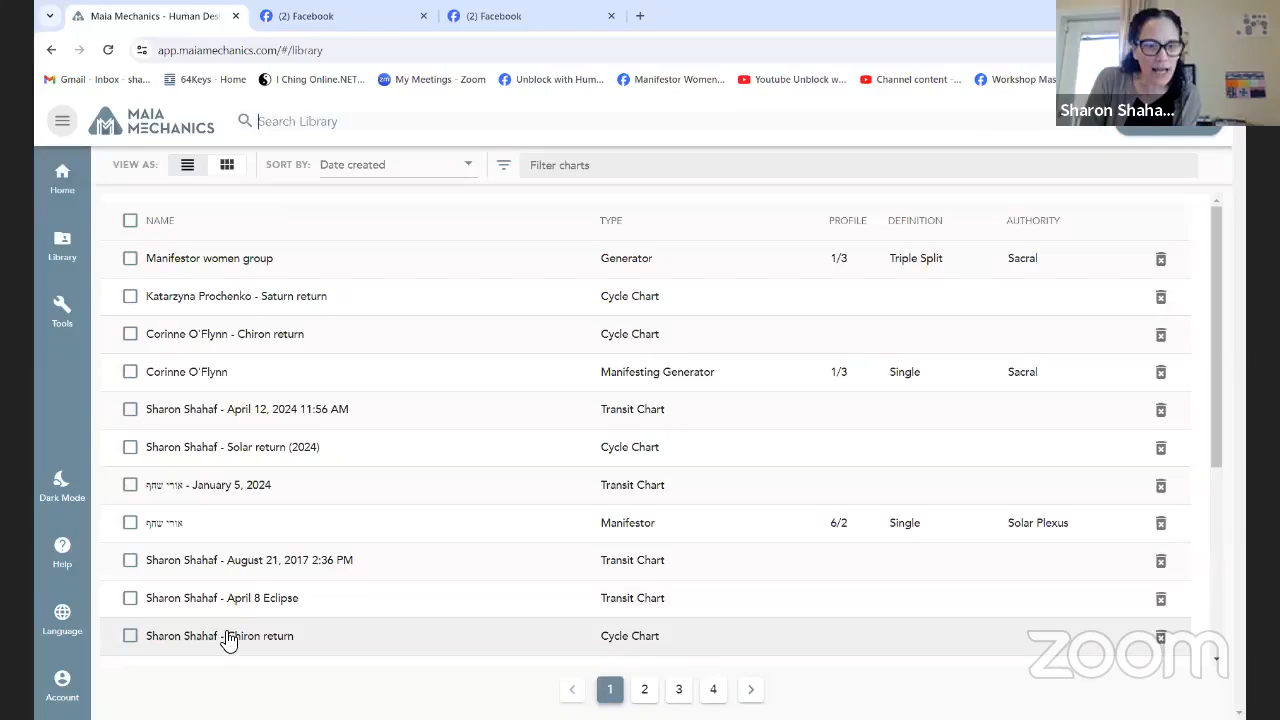 Maia Mechanics - Human Des
(2) Facebook
(2) Facebook
app.maiamechanics.com/#/library
Gmail - Inbox - sha...
64Keys - Home
I Ching Online.NET...
My Meetings - Zoom
Unblock with Hum...
Manifestor Women...
Youtube Unblock w...
Channel content -...
Workshop Mas
MAIA
MECHANICS
Search Library
Sharon Shaha...
VIEW AS:
SORT BY:
Date created
Filter charts
Home
Library
Tools
Dark Mode
Help
Language
Account
NAME TYPE PROFILE DEFINITION AUTHORITY
Manifestor women group Generator 1/3 Triple Split Sacral
Katarzyna Prochenko - Saturn return Cycle Chart
Corinne O'Flynn - Chiron return Cycle Chart
Corinne O'Flynn Manifesting Generator 1/3 Single Sacral
Sharon Shahaf - April 12, 2024 11:56 AM Transit Chart
Sharon Shahaf - Solar return (2024) Cycle Chart
אורי שחף - January 5, 2024 Transit Chart
אורי שחף Manifestor 6/2 Single Solar Plexus
Sharon Shahaf - August 21, 2017 2:36 PM Transit Chart
Sharon Shahaf - April 8 Eclipse Transit Chart
Sharon Shahaf - Chiron return Cycle Chart
1 2 3 4
zoom